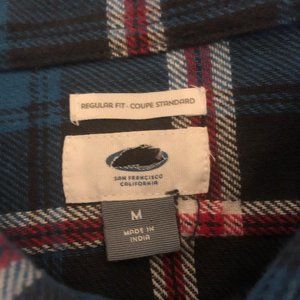 REGULAR FIT - COUPE STANDARD
SAN FRANCISCO
CALIFORNIA
M
MADE IN
INDIA